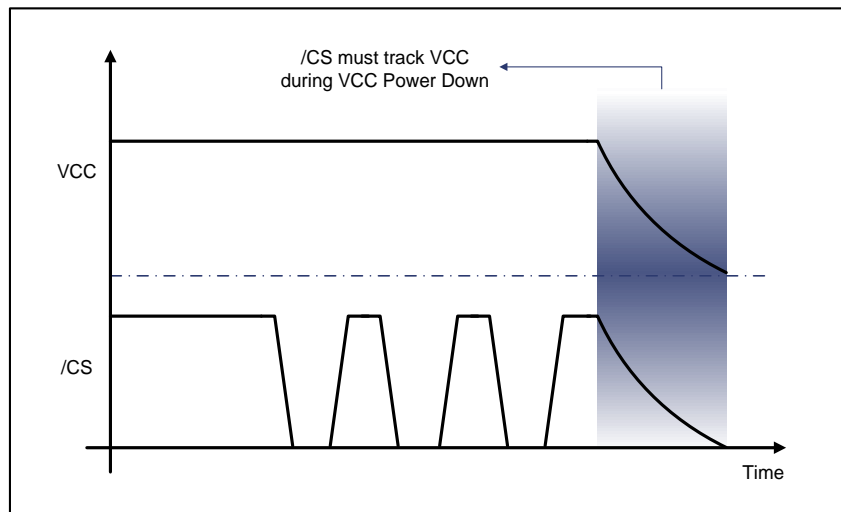 /CS must track VCC
during VCC Power Down
VCC
/CS
Time